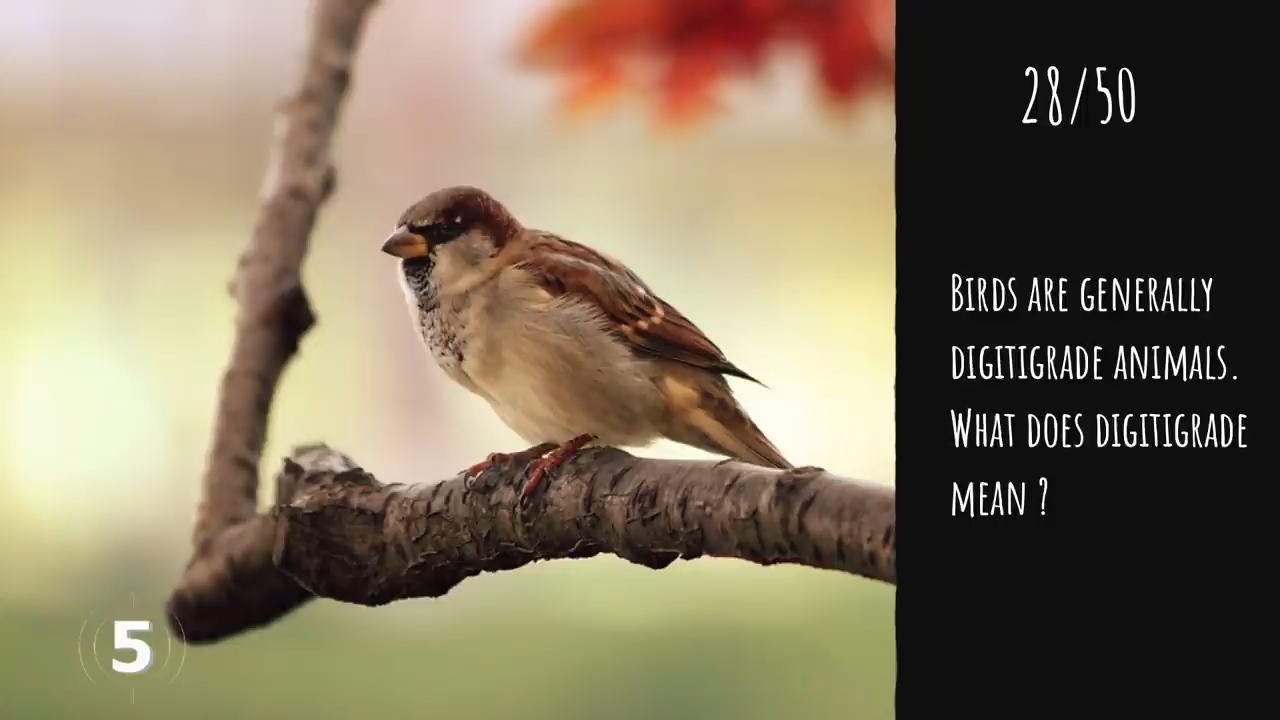 28/50
Birds are generally
digitigrade animals.
What does digitigrade
mean ?
5